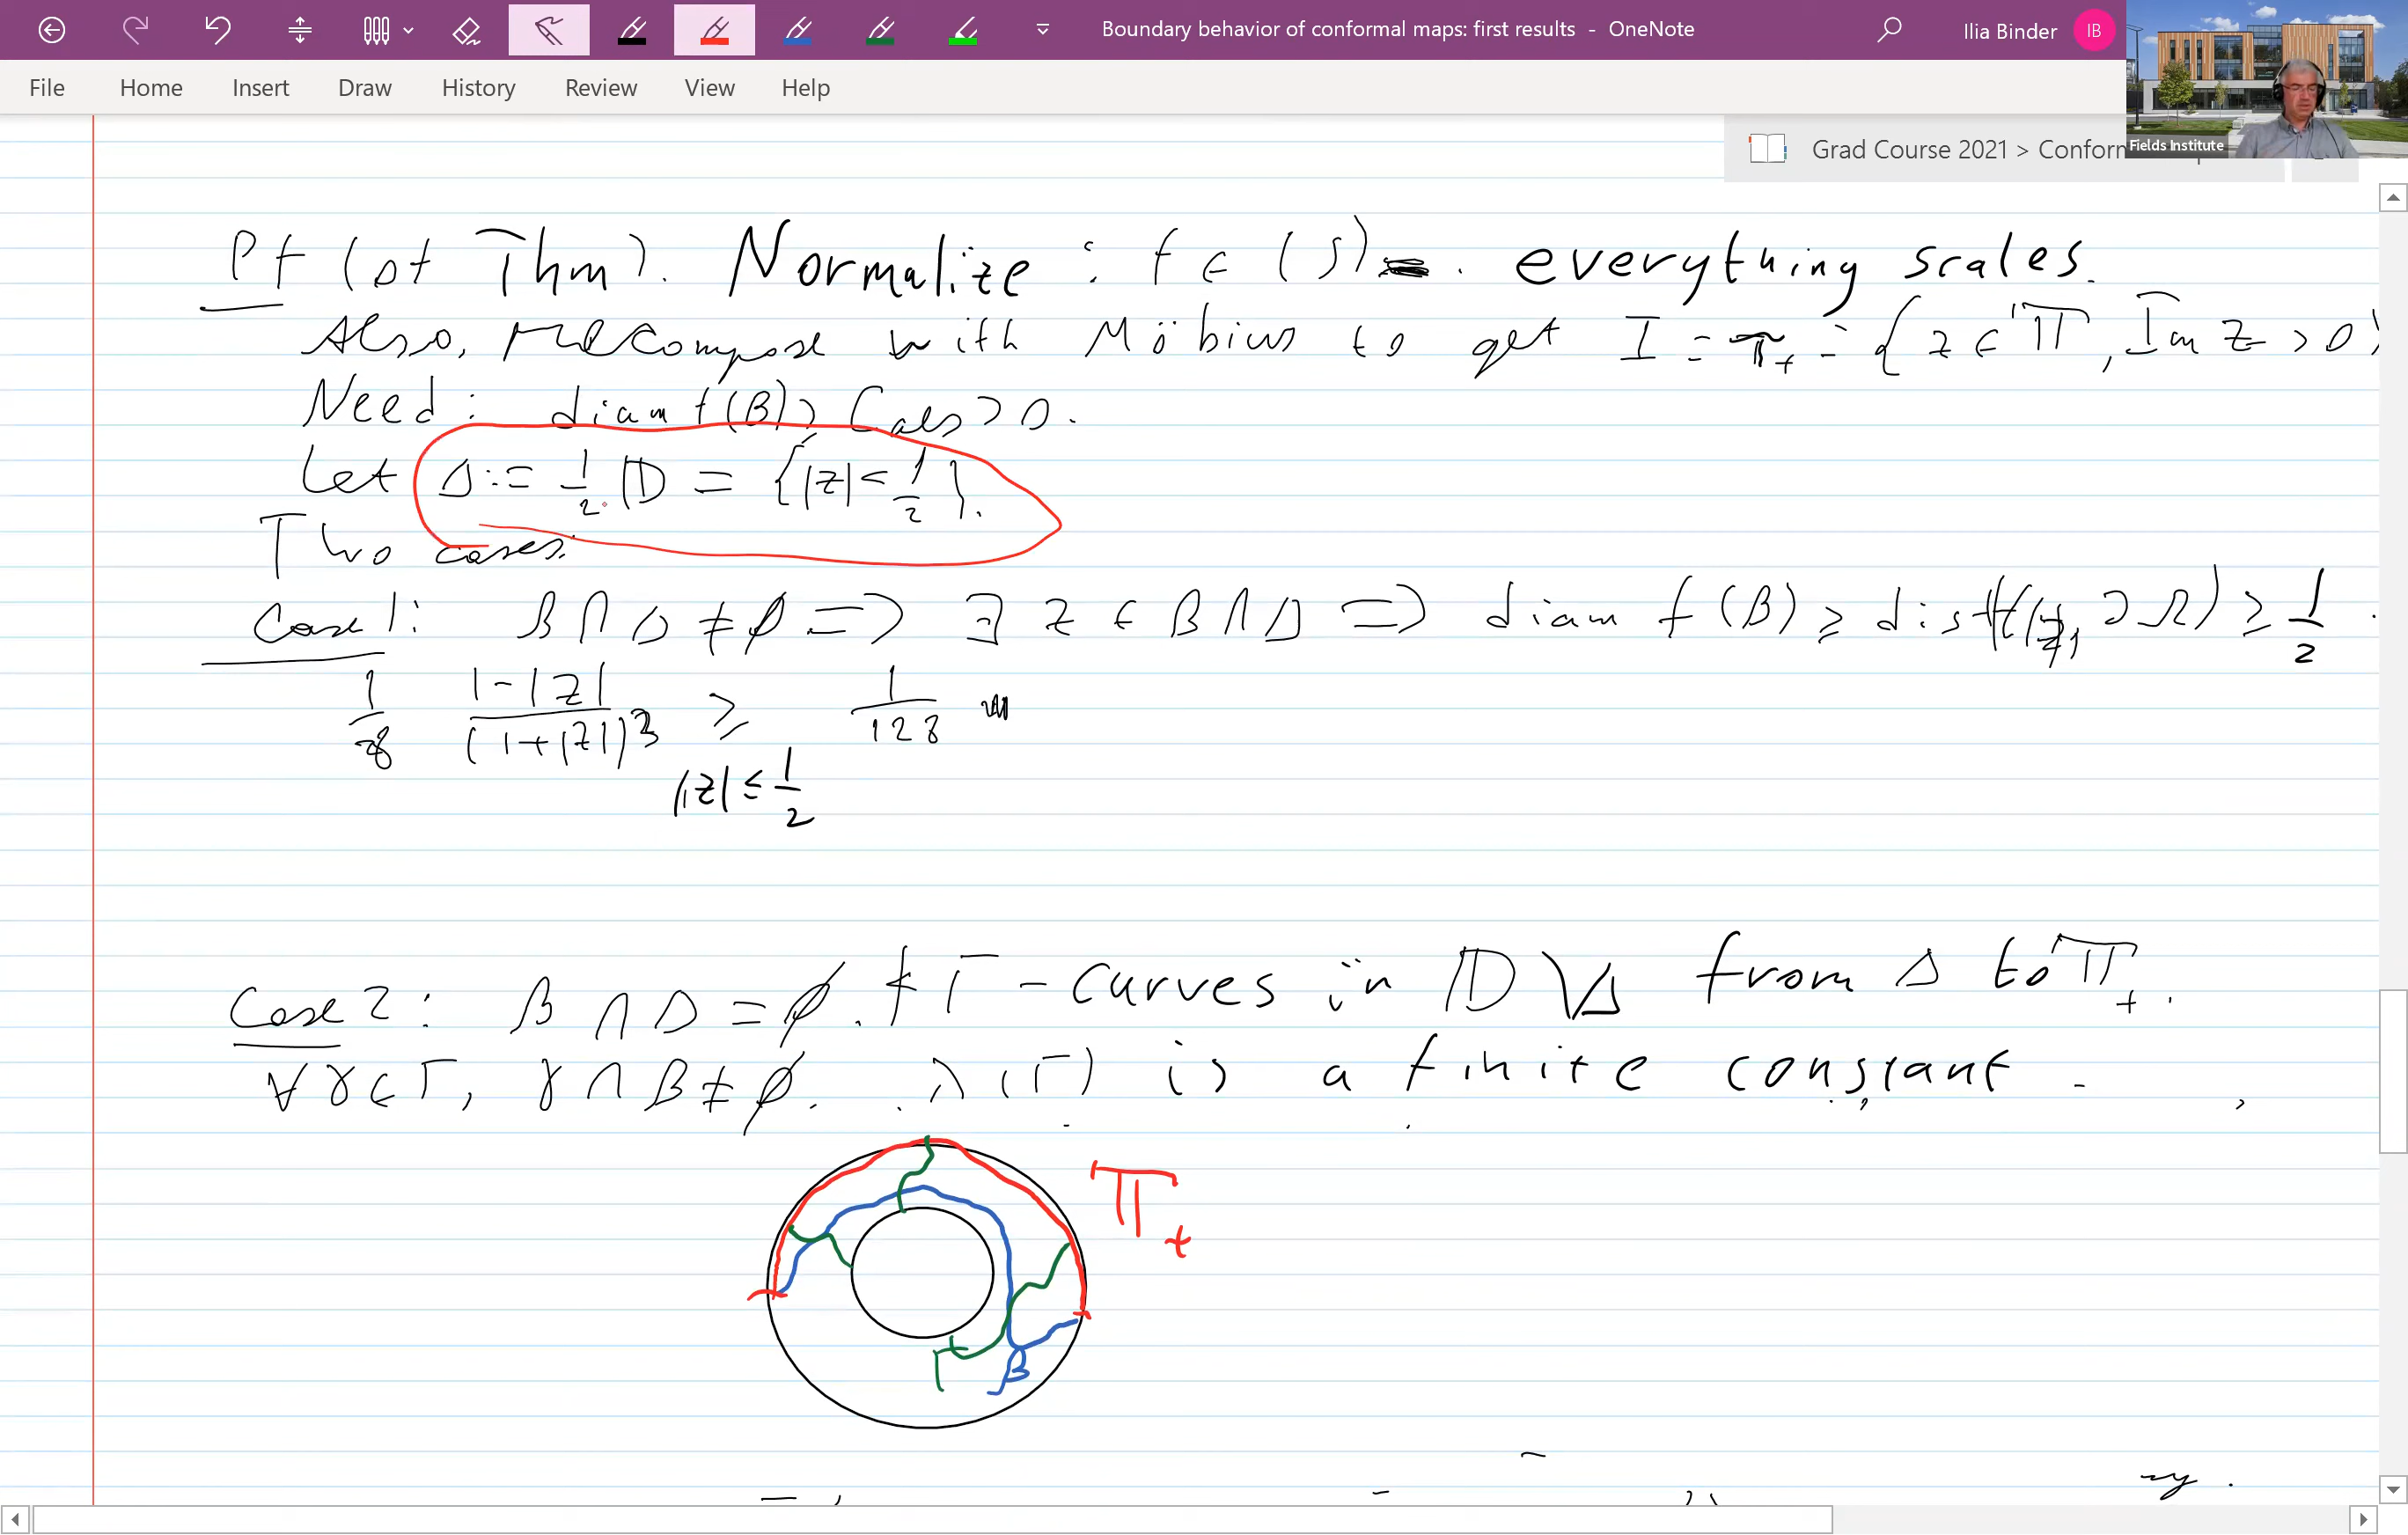 Boundary behavior of conformal maps: first results - OneNote
Ilia Binder
IB
File Home Insert Draw History Review View Help
Grad Course 2021 > Conform
Fields Institute
Pf (of Thm). Normalize: f ∈ (S). everything scales.
Also, precompose with Möbius to get I = 𝕋₊ = {z ∈ 𝕋, Im z > 0}
Need: diam f(β) ≥ C_abs > 0.
Let Δ := 1/2 𝔻 = {|z| < 1/2}.
Two cases:
Case 1: β ∩ Δ ≠ ∅ => ∃ z ∈ β ∩ Δ => diam f(β) ≥ dist(f(z), ∂Ω) ≥ 1/2
1/8 (1-|z|)/(1+|z|)^3 ≥ 1/128
|z| ≤ 1/2
Case 2: β ∩ Δ = ∅. Γ - curves in 𝔻 \ Δ from Δ to 𝕋₊.
∀ γ ∈ Γ, γ ∩ β ≠ ∅. λ(Γ) is a finite constant.
𝕋₊
Γ
β